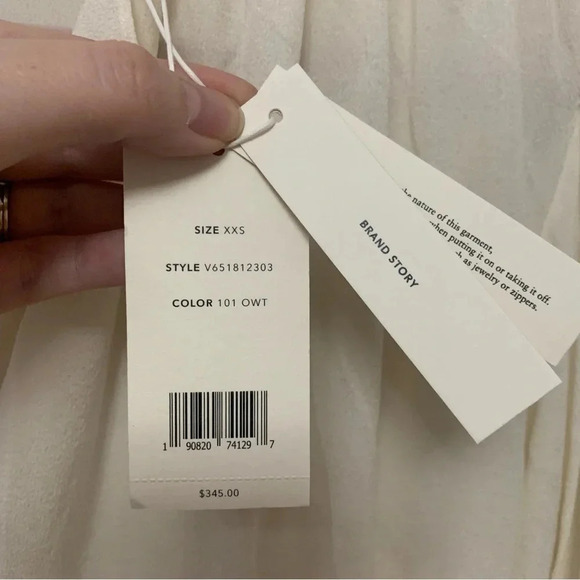 SIZE XXS
STYLE V651812303
COLOR 101 OWT
1 90820 74129 7
$345.00
BRAND STORY
nature of this garment,
when putting it on or taking it off.
as jewelry or zippers.